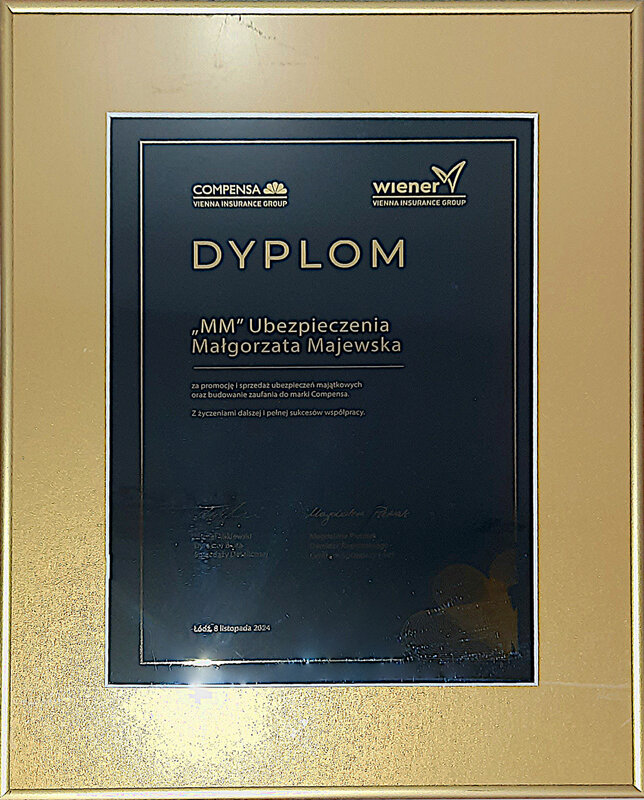 COMPENSA
VIENNA INSURANCE GROUP
wiener
VIENNA INSURANCE GROUP
DYPLOM
„MM” Ubezpieczenia
Małgorzata Majewska
za promocję i sprzedaż ubezpieczeń majątkowych
oraz budowanie zaufania do marki Compensa.
Z życzeniami dalszej i pełnej sukcesów współpracy.
Magdalena
Łódź, 8 listopada 2024